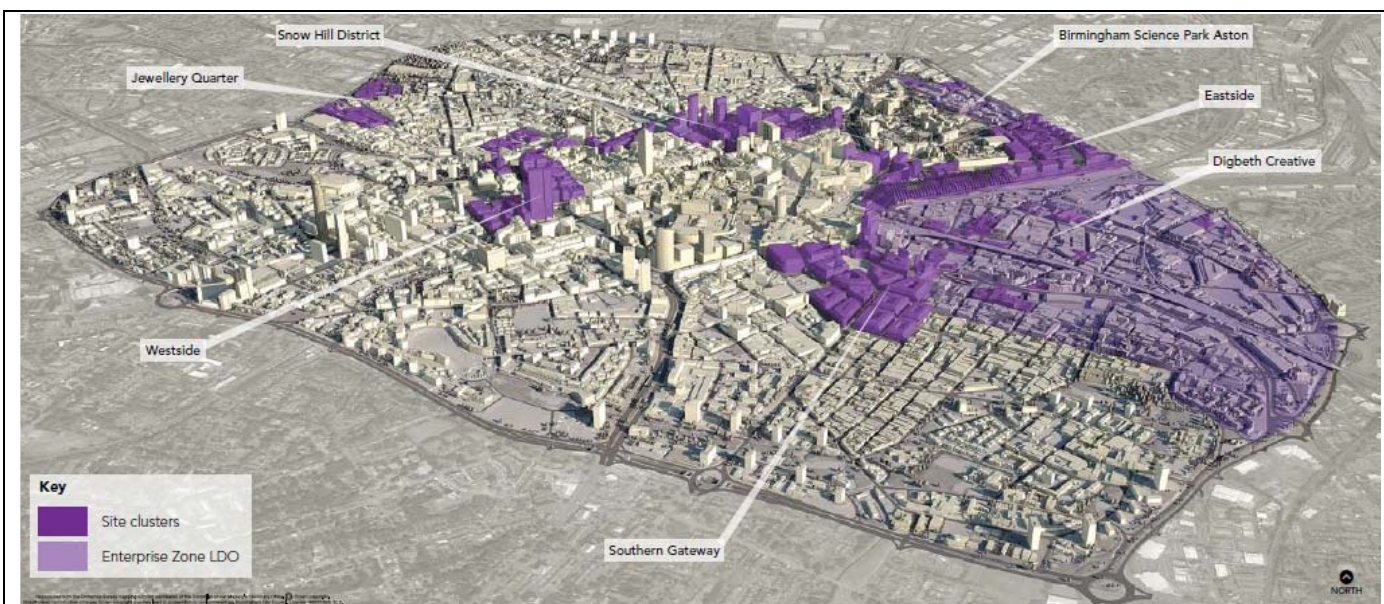 Snow Hill District
Birmingham Science Park Aston
Jewellery Quarter
Eastside
Digbeth Creative
Westside
Southern Gateway
Key
Site clusters
Enterprise Zone LDO
NORTH